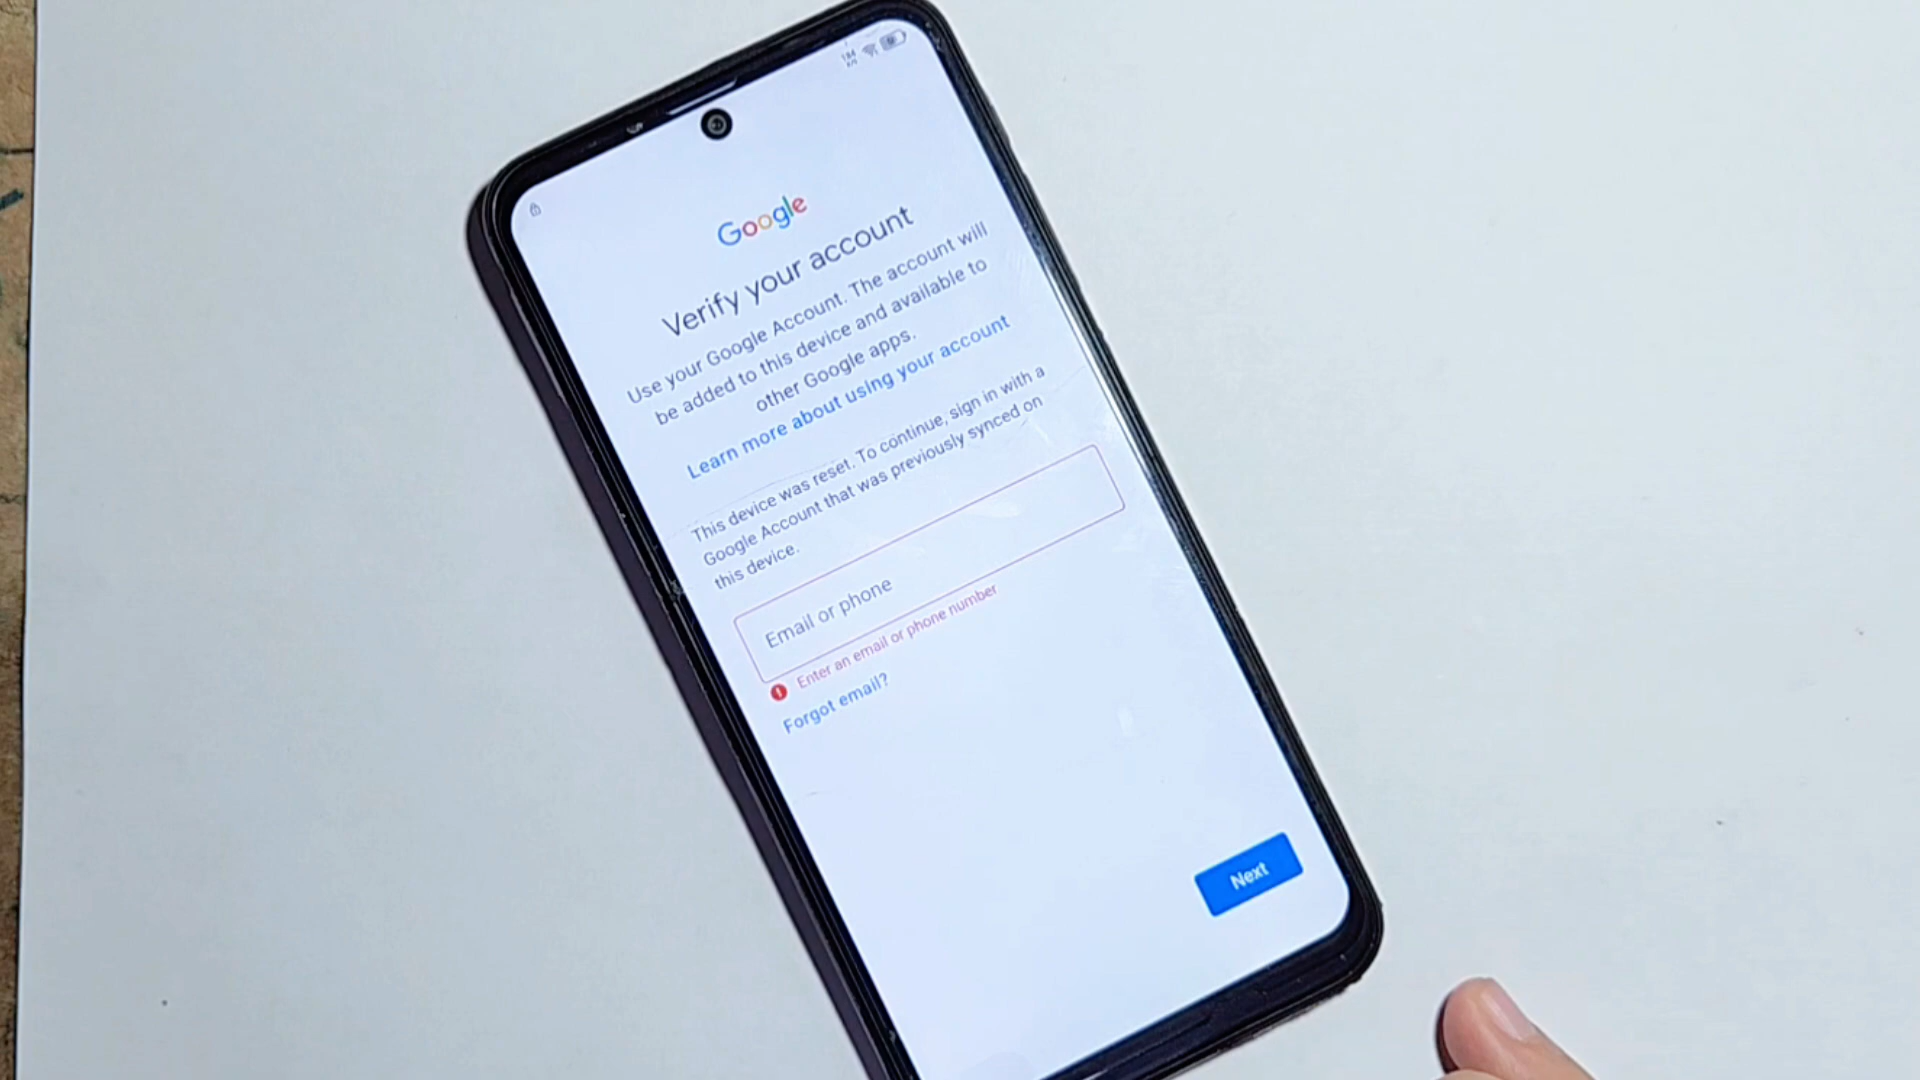 Google
Verify your account
Use your Google Account. The account will
be added to this device and available to
other Google apps.
Learn more about using your account
This device was reset. To continue, sign in with a
Google Account that was previously synced on
this device.
Email or phone
Enter an email or phone number
Forgot email?
Next